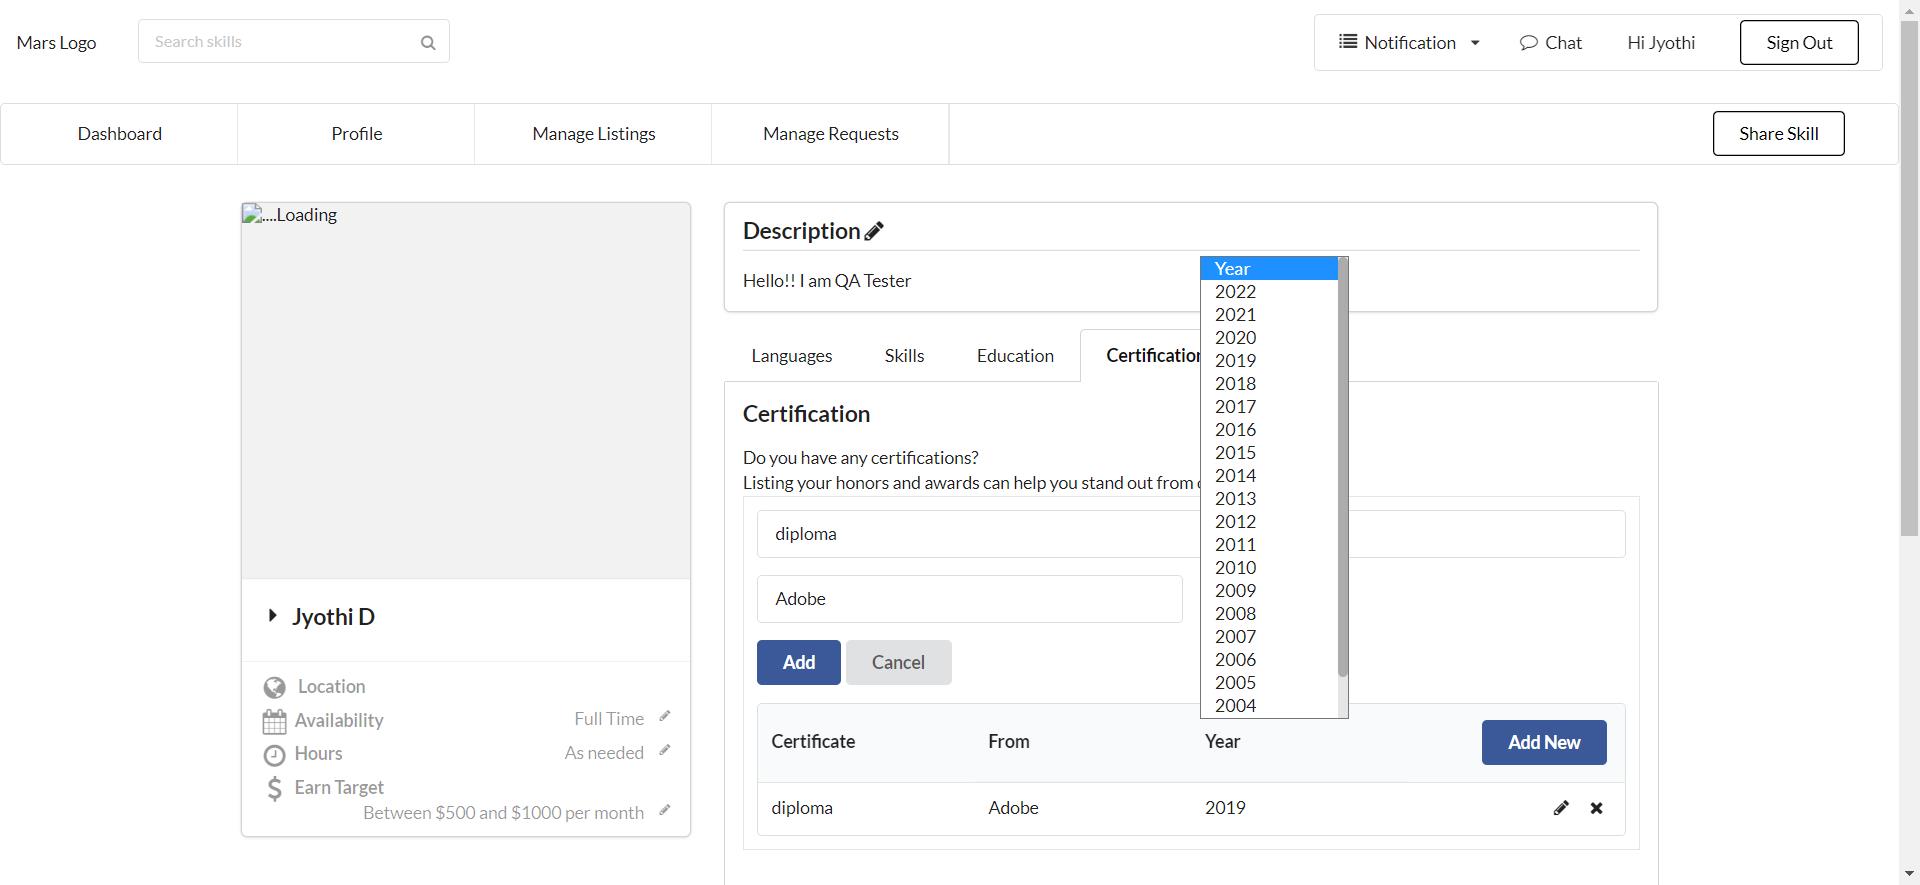 Mars Logo
Search skills
Notification
Chat
Hi Jyothi
Sign Out
Dashboard
Profile
Manage Listings
Manage Requests
Share Skill
....Loading
Jyothi D
Location
Availability
Full Time
Hours
As needed
Earn Target
Between $500 and $1000 per month
Description
Hello!! I am QA Tester
Languages
Skills
Education
Certification
Certification
Do you have any certifications?
Listing your honors and awards can help you stand out from
diploma
Adobe
Year
2022
2021
2020
2019
2018
2017
2016
2015
2014
2013
2012
2011
2010
2009
2008
2007
2006
2005
2004
Add
Cancel
Certificate
From
Year
Add New
diploma
Adobe
2019